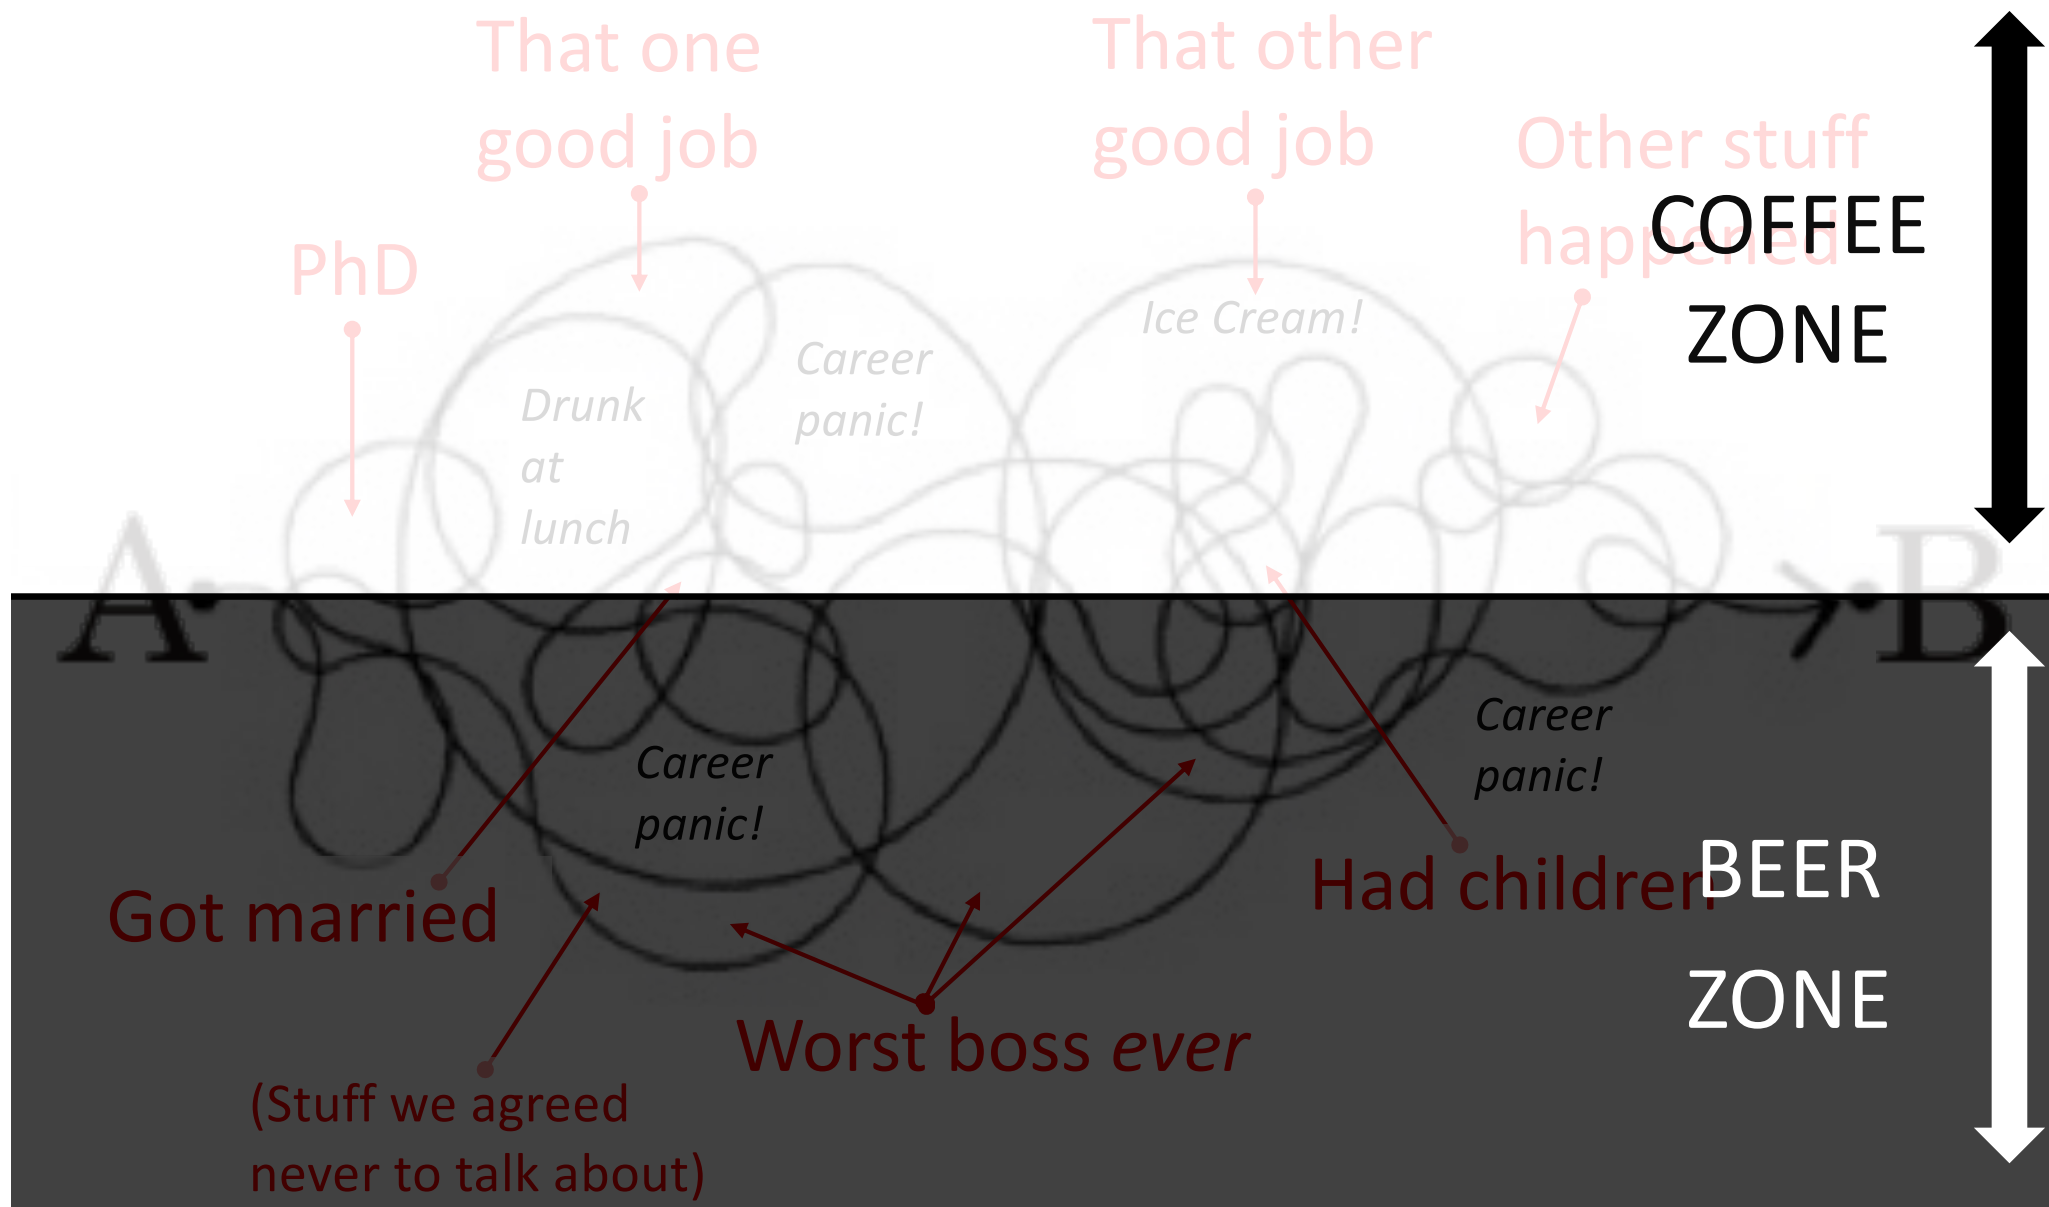 That one
good job
That other
good job
Other stuff
happened
COFFEE
ZONE
PhD
Ice Cream!
Career
panic!
Drunk
at
lunch
A
B
Career
panic!
Career
panic!
BEER
ZONE
Got married
Had children
Worst boss ever
(Stuff we agreed
never to talk about)